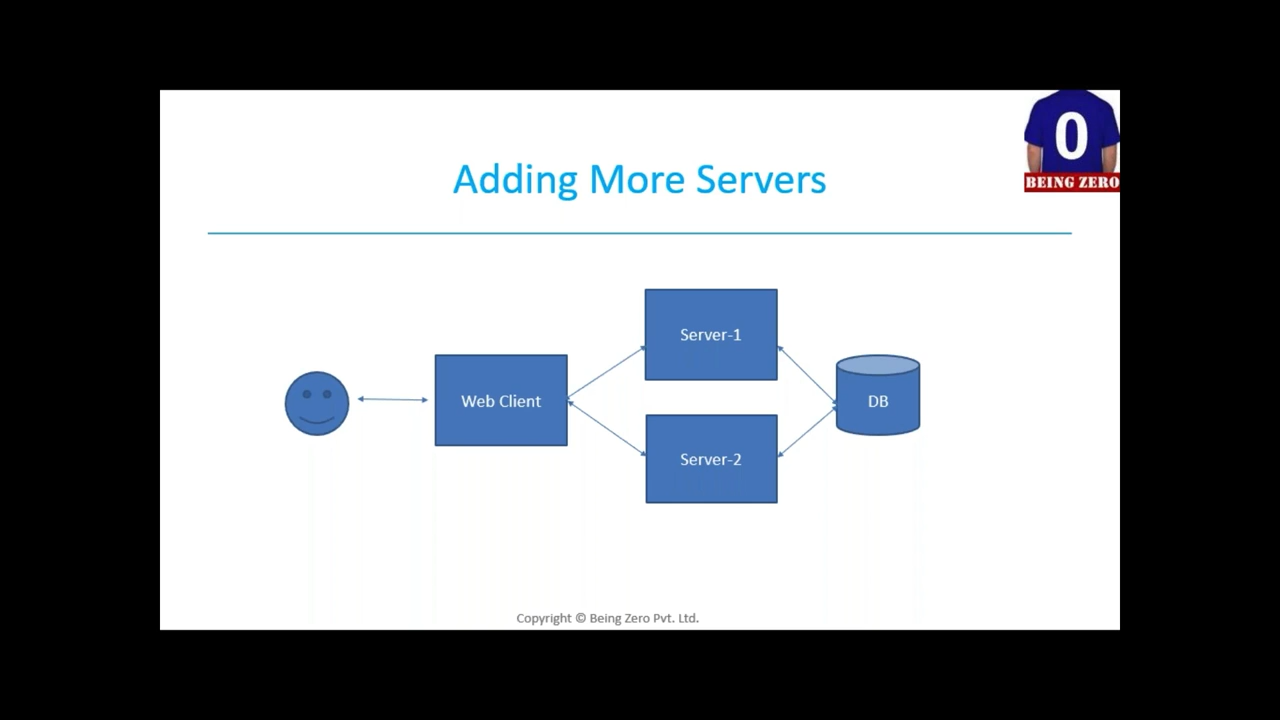 0
BEING ZERO
Adding More Servers
Server-1
Web Client
DB
Server-2
Copyright © Being Zero Pvt. Ltd.